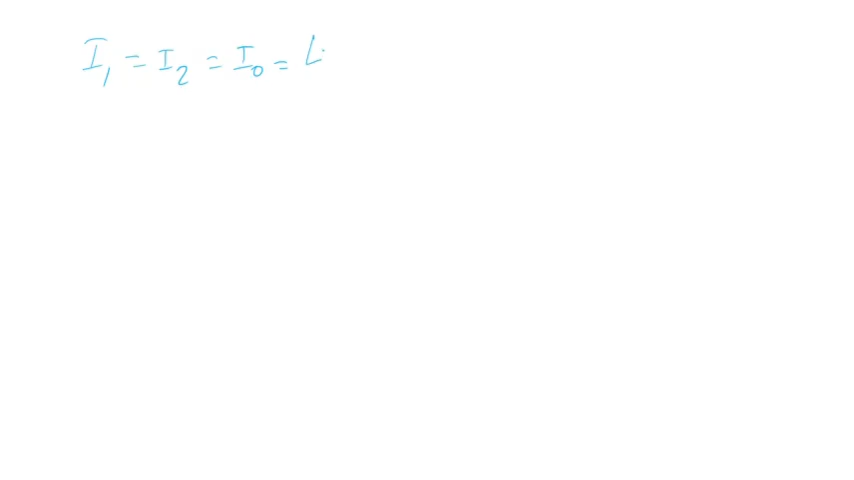 I₁ = I₂ = I₀ =